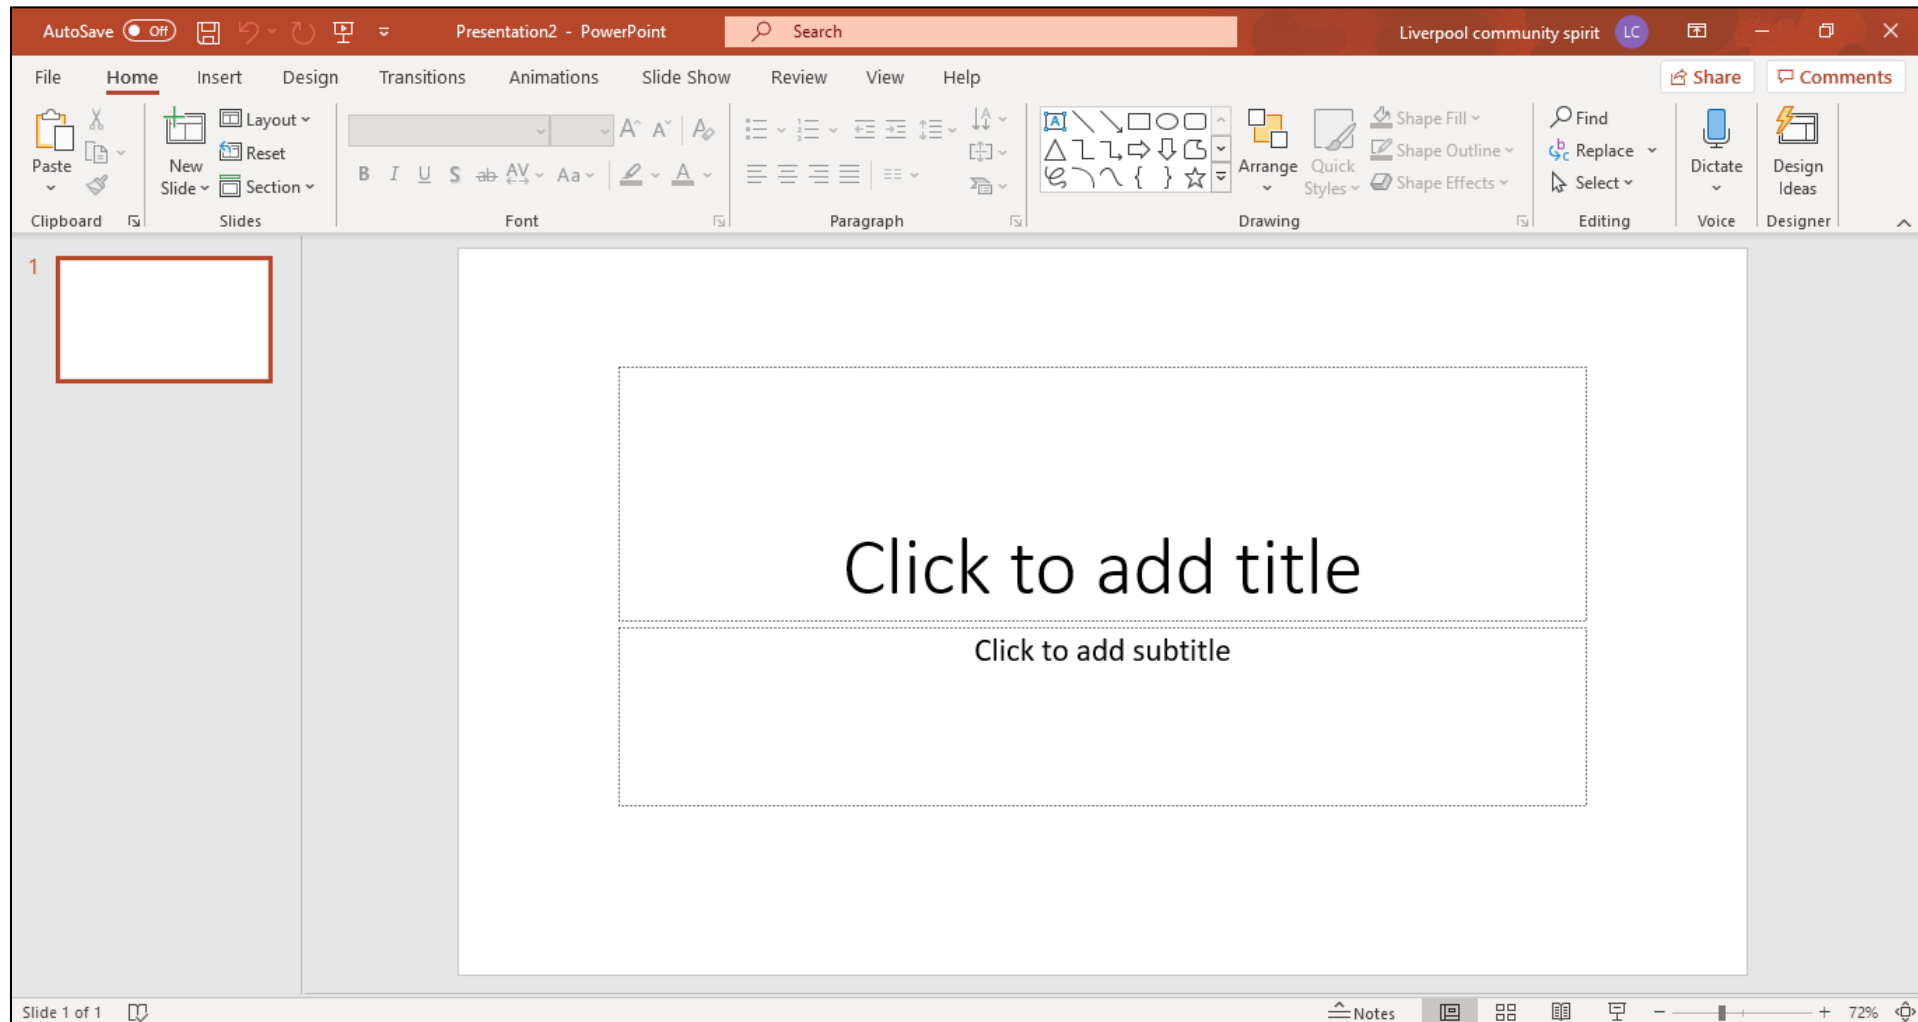 AutoSave Off Presentation2 - PowerPoint Search Liverpool community spirit LC
File Home Insert Design Transitions Animations Slide Show Review View Help Share Comments
Paste
Clipboard
New
Slide
Layout
Reset
Section
Slides
A A A
B I U S ab AV Aa A
Font
Paragraph
A
Arrange
Quick
Styles
Shape Fill
Shape Outline
Shape Effects
Drawing
Find
Replace
Select
Editing
Dictate
Voice
Design
Ideas
Designer
1
Click to add title
Click to add subtitle
Slide 1 of 1 Notes 72%